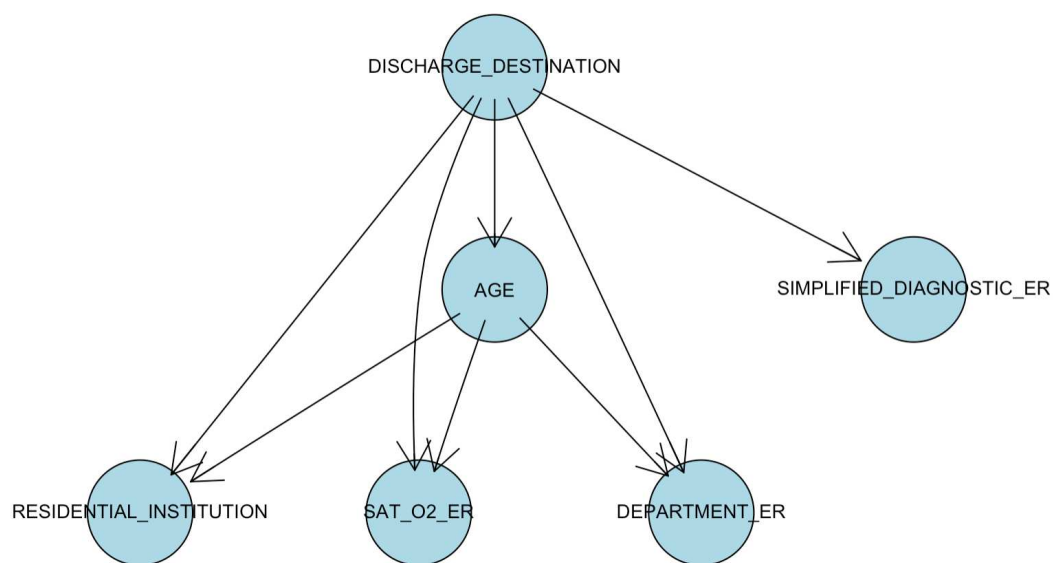 DISCHARGE_DESTINATION
AGE
SIMPLIFIED_DIAGNOSTIC_ER
RESIDENTIAL_INSTITUTION
SAT_O2_ER
DEPARTMENT_ER